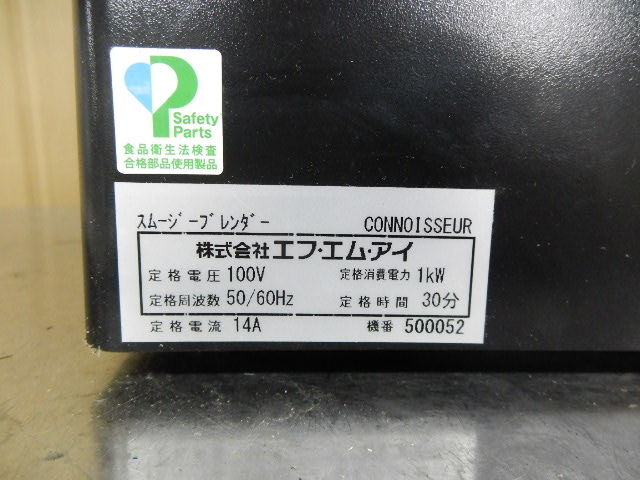 Safety
Parts
食品衛生法検査
合格部品使用製品
スムージーブレンダー CONNOISSEUR
株式会社エフ・エム・アイ
定格電圧 100V 定格消費電力 1kW
定格周波数 50/60Hz 定格時間 30分
定格電流 14A 機番 500052